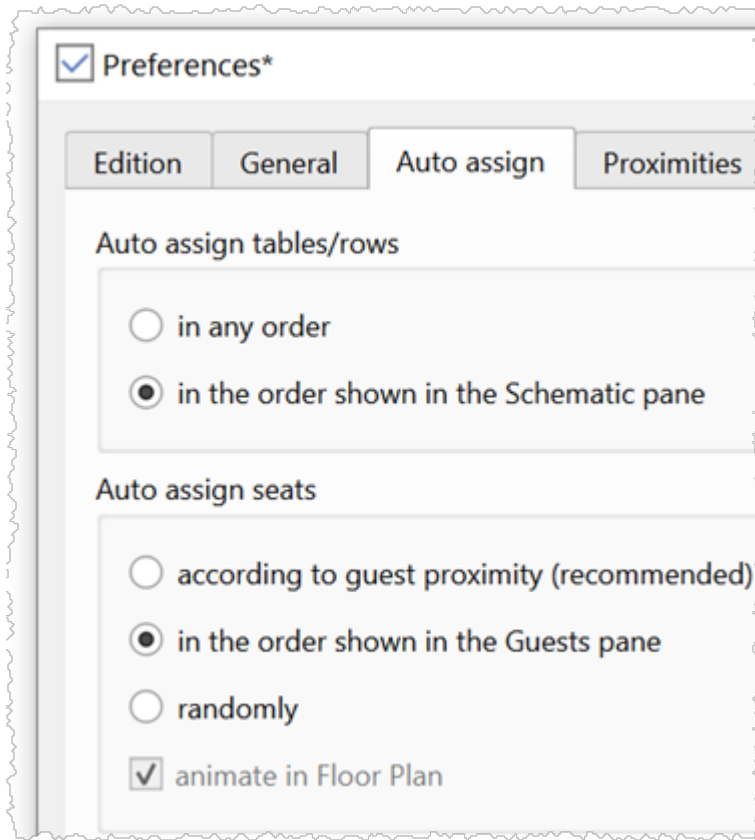 Preferences*
Edition General Auto assign Proximities
Auto assign tables/rows
in any order
in the order shown in the Schematic pane
Auto assign seats
according to guest proximity (recommended)
in the order shown in the Guests pane
randomly
animate in Floor Plan